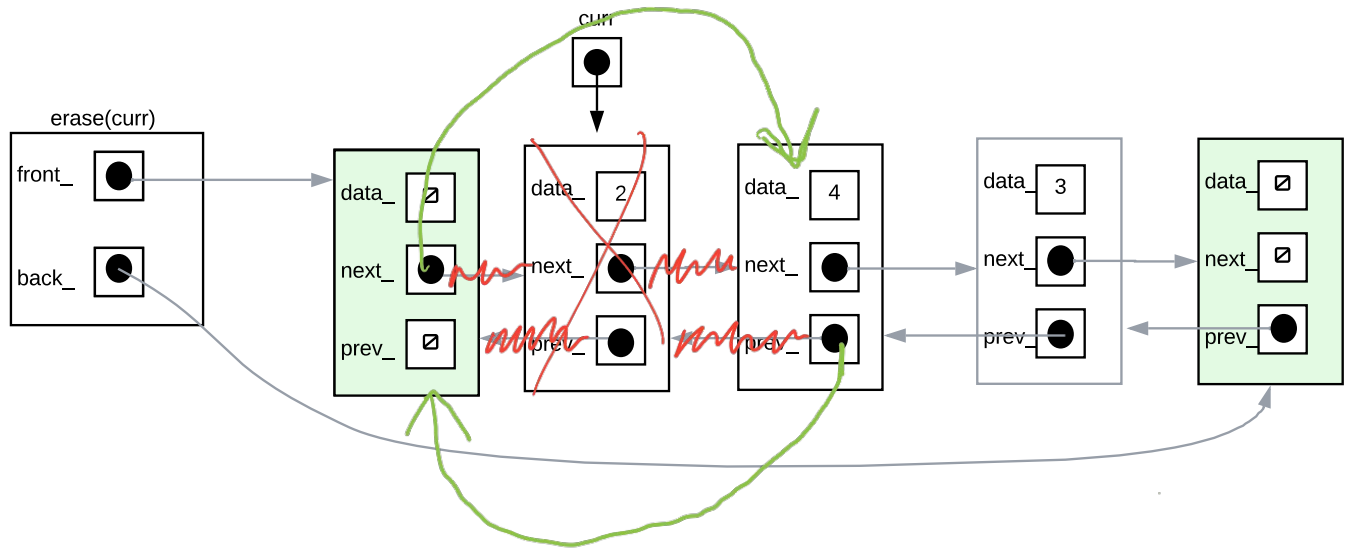 curr
erase(curr)
front_
back_
data_
next_
prev_
data_ 2
next_
prev_
data_ 4
next_
prev_
data_ 3
next_
prev_
data_
next_
prev_